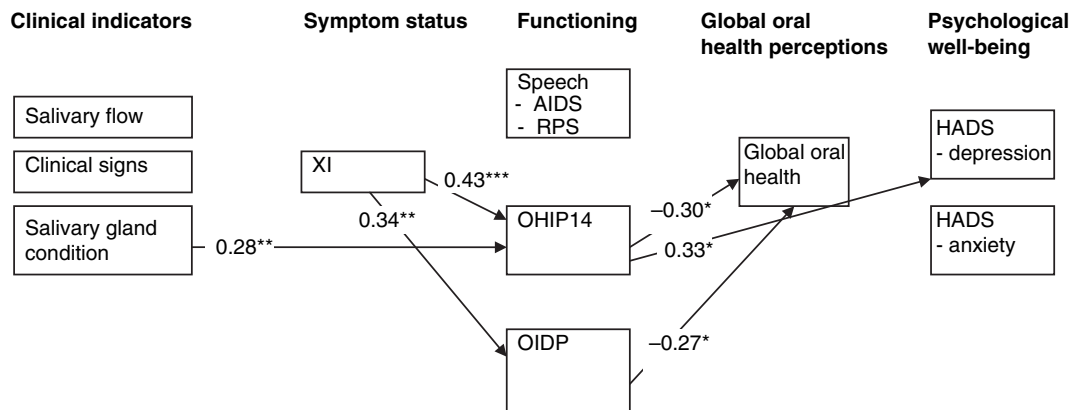 Clinical indicators
Symptom status
Functioning
Global oral
health perceptions
Psychological
well-being
Salivary flow
Clinical signs
Salivary gland
condition
XI
Speech
- AIDS
- RPS
OHIP14
OIDP
Global oral
health
HADS
- depression
HADS
- anxiety
0.28**
0.43***
0.34**
–0.30*
0.33*
–0.27*